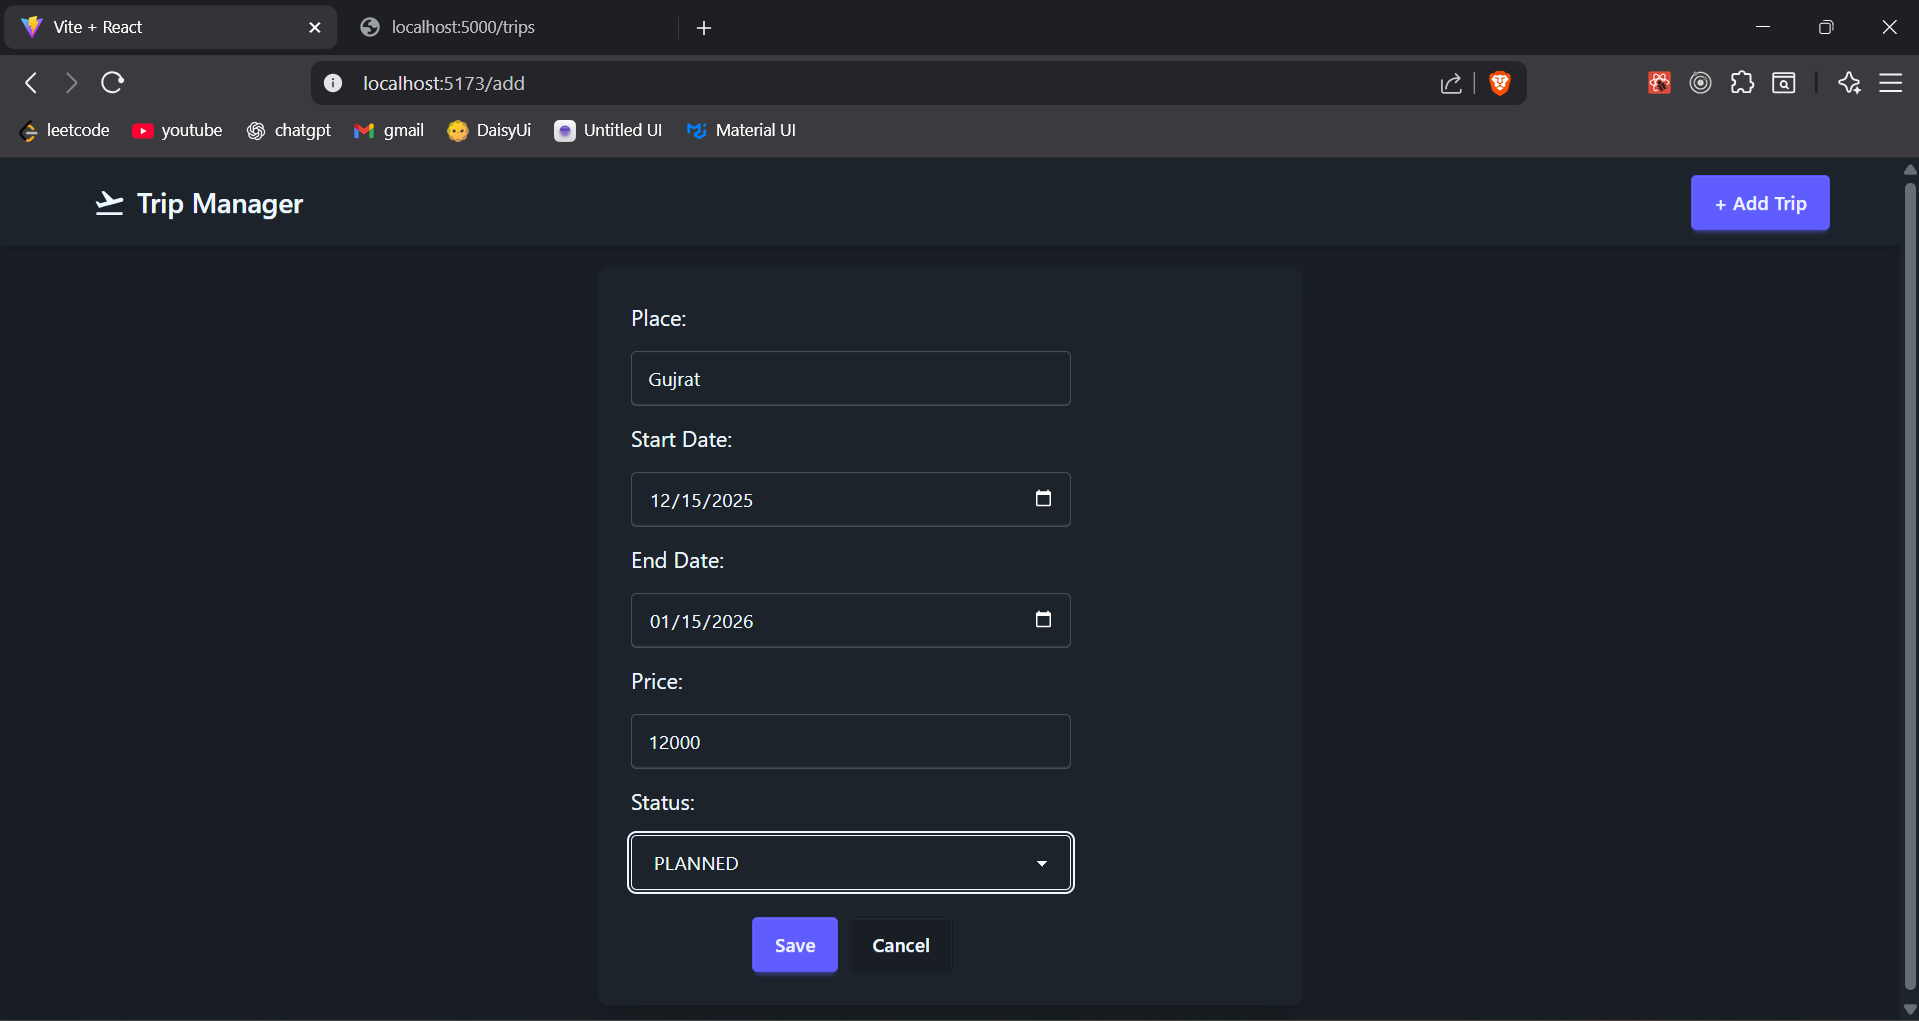 Vite + React
localhost:5000/trips
localhost:5173/add
leetcode youtube chatgpt gmail DaisyUi Untitled UI Material UI
Trip Manager
+ Add Trip
Place:
Gujrat
Start Date:
12/15/2025
End Date:
01/15/2026
Price:
12000
Status:
PLANNED
Save Cancel